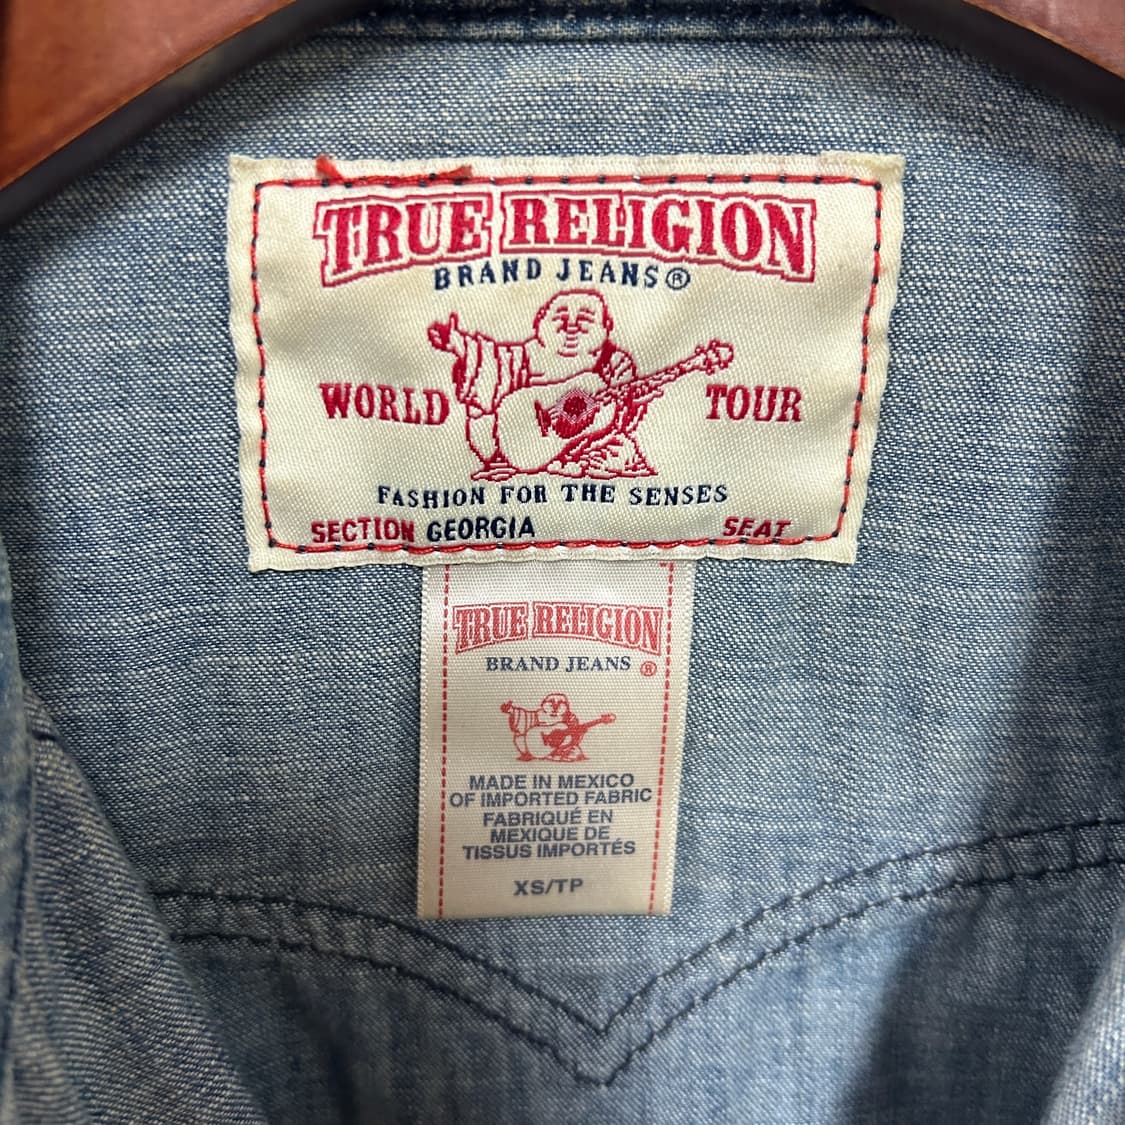 TRUE RELIGION
BRAND JEANS®
WORLD TOUR
FASHION FOR THE SENSES
SECTION GEORGIA SEAT
TRUE RELIGION
BRAND JEANS ®
MADE IN MEXICO
OF IMPORTED FABRIC
FABRIQUÉ EN
MEXIQUE DE
TISSUS IMPORTÉS
XS/TP